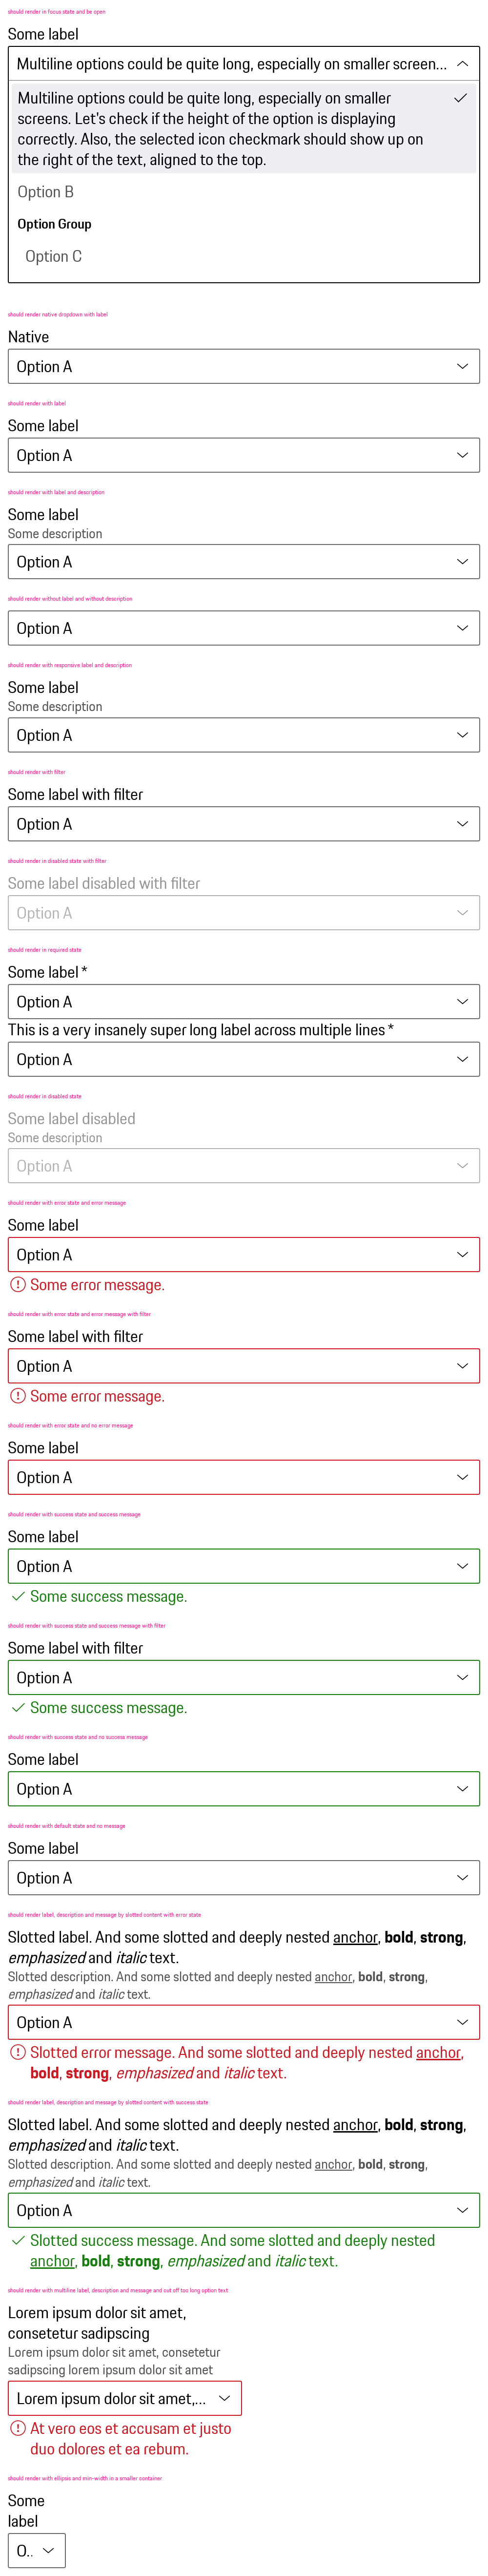 should render in focus state and be open
Some label
Multiline options could be quite long, especially on smaller screen...
Multiline options could be quite long, especially on smaller
screens. Let's check if the height of the option is displaying
correctly. Also, the selected icon checkmark should show up on
the right of the text, aligned to the top.
Option B
Option Group
Option C
should render native dropdown with label
Native
Option A
should render with label
Some label
Option A
should render with label and description
Some label
Some description
Option A
should render without label and without description
Option A
should render with responsive label and description
Some label
Some description
Option A
should render with filter
Some label with filter
Option A
should render in disabled state with filter
Some label disabled with filter
Option A
should render in required state
Some label *
Option A
This is a very insanely super long label across multiple lines *
Option A
should render in disabled state
Some label disabled
Some description
Option A
should render with error state and error message
Some label
Option A
Some error message.
should render with error state and error message with filter
Some label with filter
Option A
Some error message.
should render with error state and no error message
Some label
Option A
should render with success state and success message
Some label
Option A
Some success message.
should render with success state and success message with filter
Some label with filter
Option A
Some success message.
should render with success state and no success message
Some label
Option A
should render with default state and no message
Some label
Option A
should render label, description and message by slotted content with error state
Slotted label. And some slotted and deeply nested anchor, bold, strong,
emphasized and italic text.
Slotted description. And some slotted and deeply nested anchor, bold, strong,
emphasized and italic text.
Option A
Slotted error message. And some slotted and deeply nested anchor,
bold, strong, emphasized and italic text.
should render label, description and message by slotted content with success state
Slotted label. And some slotted and deeply nested anchor, bold, strong,
emphasized and italic text.
Slotted description. And some slotted and deeply nested anchor, bold, strong,
emphasized and italic text.
Option A
Slotted success message. And some slotted and deeply nested
anchor, bold, strong, emphasized and italic text.
should render with multiline label, description and message and cut off too long option text
Lorem ipsum dolor sit amet,
consetetur sadipscing
Lorem ipsum dolor sit amet, consetetur
sadipscing lorem ipsum dolor sit amet
Lorem ipsum dolor sit amet,...
At vero eos et accusam et justo
duo dolores et ea rebum.
should render with ellipsis and min-width in a smaller container
Some
label
O..